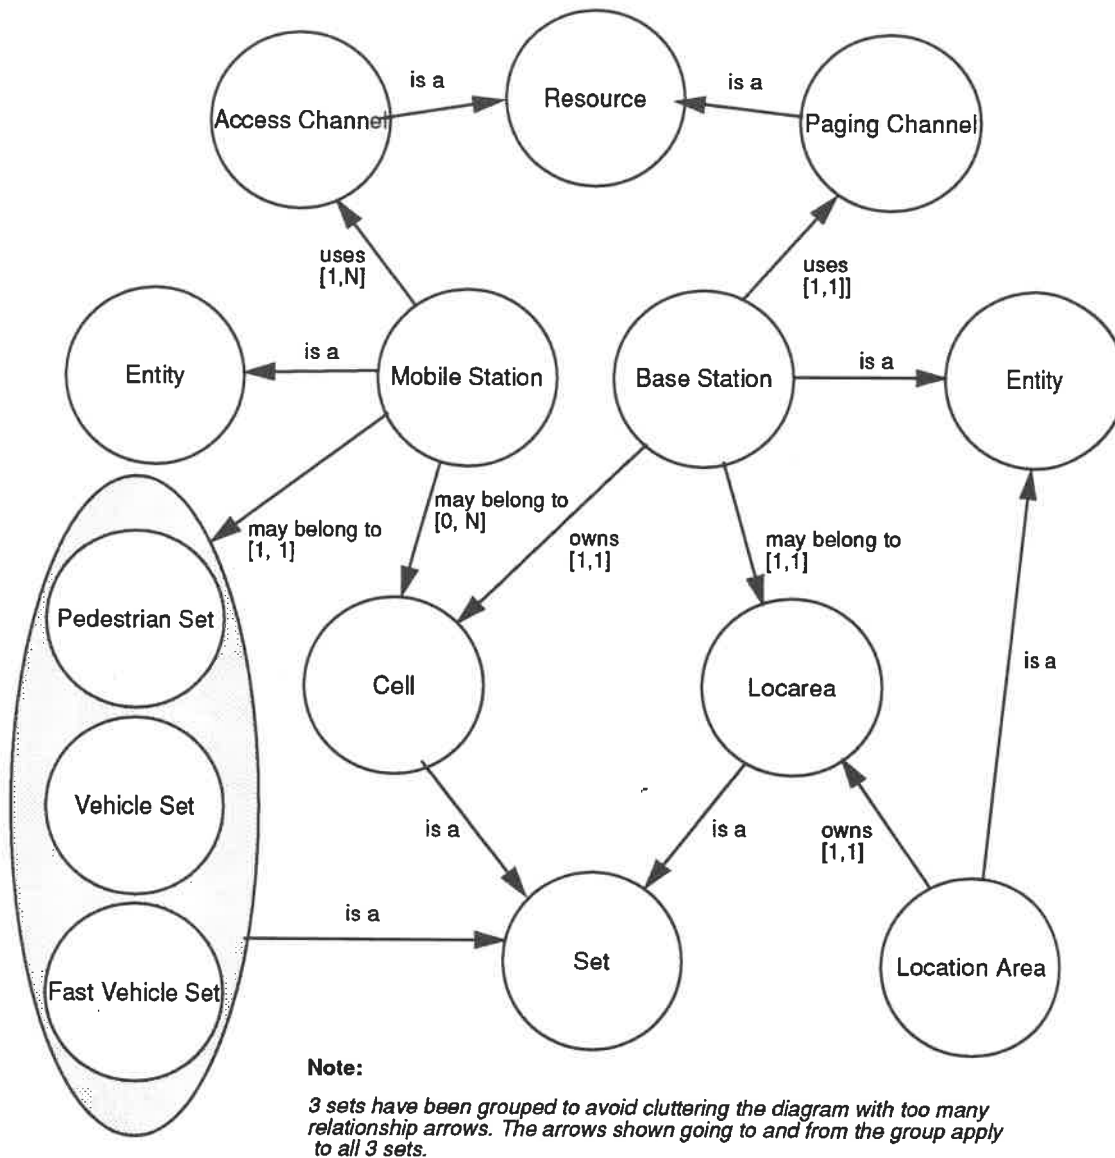 is a
Resource
is a
Access Channel
Paging Channel
uses
[1,N]
uses
[1,1]]
Entity
is a
Mobile Station
Base Station
is a
Entity
may belong to
[1, 1]
may belong to
[0, N]
owns
[1,1]
may belong to
[1,1]
Pedestrian Set
Cell
Locarea
is a
Vehicle Set
is a
is a
owns
[1,1]
is a
Fast Vehicle Set
Set
Location Area
Note:
3 sets have been grouped to avoid cluttering the diagram with too many
relationship arrows. The arrows shown going to and from the group apply
to all 3 sets.